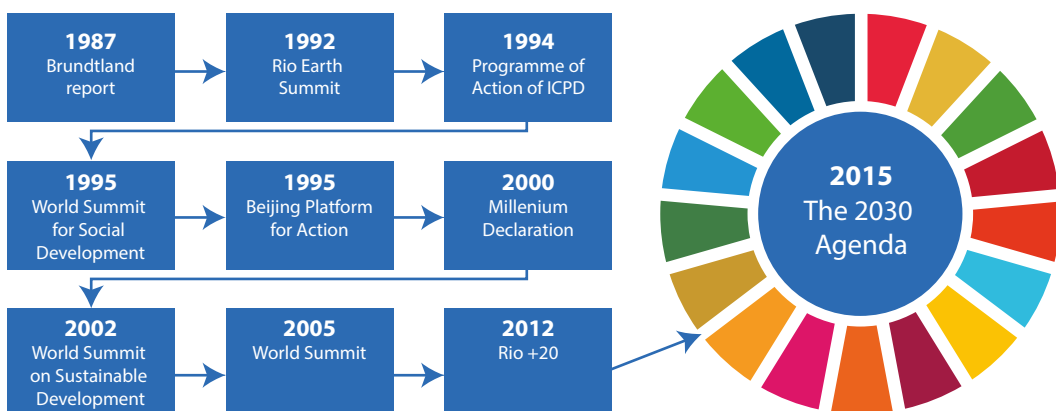 1987
Brundtland
report
1992
Rio Earth
Summit
1994
Programme of
Action of ICPD
1995
World Summit
for Social
Development
1995
Beijing Platform
for Action
2000
Millenium
Declaration
2002
World Summit
on Sustainable
Development
2005
World Summit
2012
Rio +20
2015
The 2030
Agenda